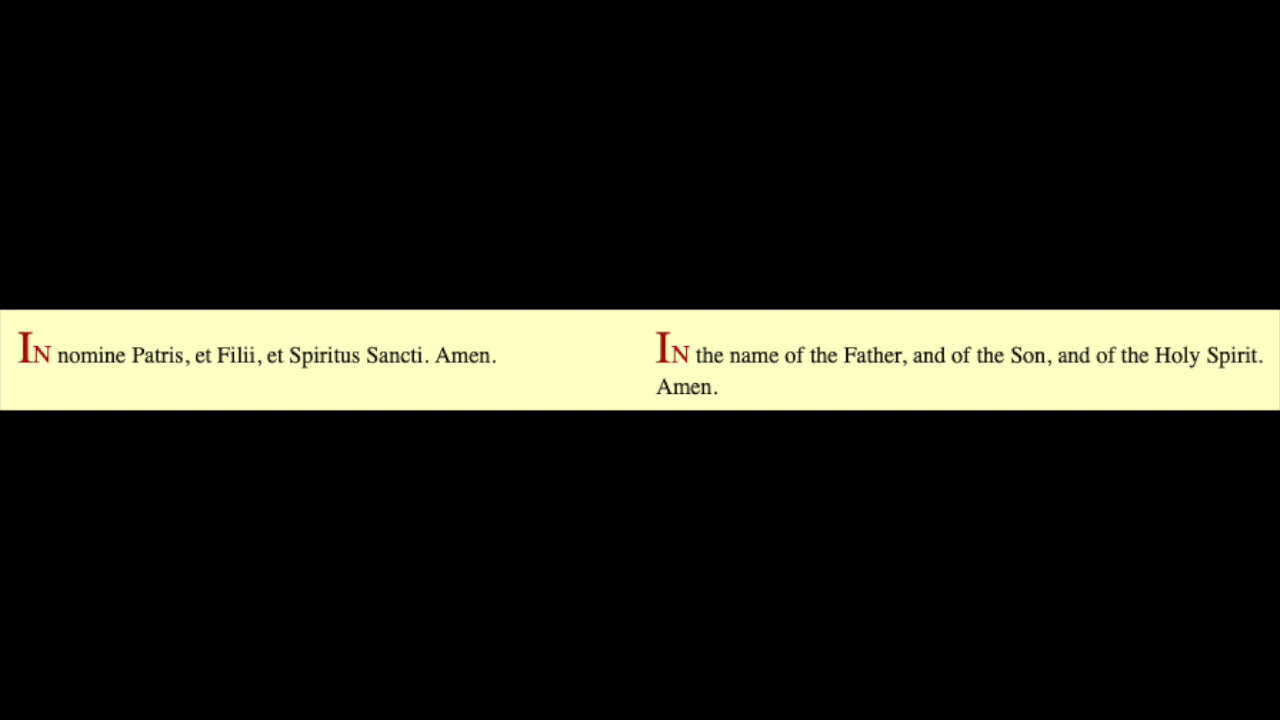 In nomine Patris, et Filii, et Spiritus Sancti. Amen.
In the name of the Father, and of the Son, and of the Holy Spirit.
Amen.